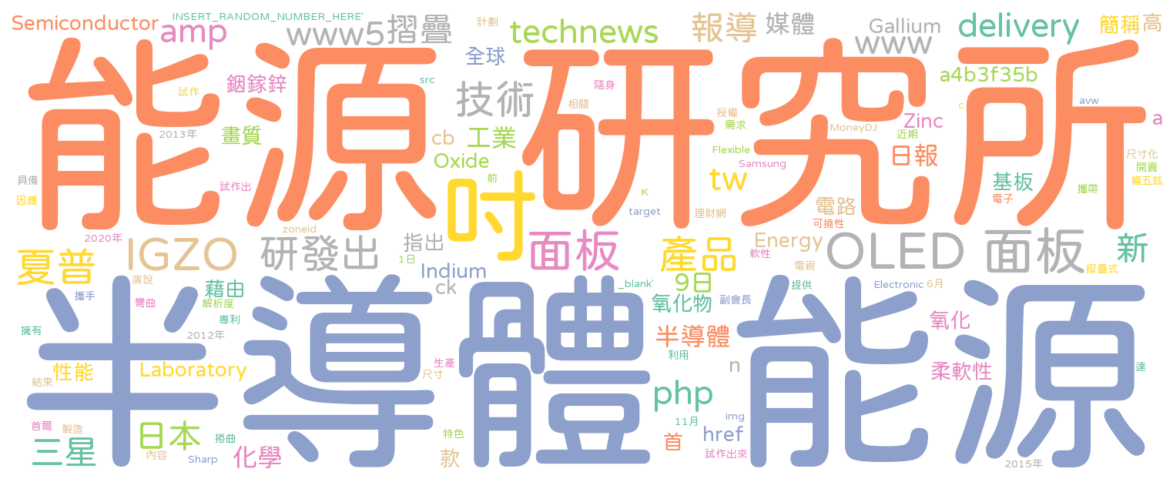 Semiconductor
INSERT_RANDOM_NUMBER_HERE'
amp
www5
摺疊
計劃
technews
報導
媒體
Gallium
www
delivery
簡稱
高
能源
研究所
全球
隨身
src
銦鎵鋅
試作
2013年
畫質
技術
相關
cb
工業
Oxide
前
授權
需求
MoneyDJ
近期
Flexible
Samsung
Zinc
日報
a4b3f35b
c
avw
a
尺寸化
開圓
具備
因應
試作出
tw
K
target
理財網
可撓性
電路
基板
電子
攜帶
幅五弦
2020年
zoneid
夏普
IGZO
研發出
指出
1日
吋
面板
產品
Energy
軟性
電視
OLED 面板
新
摺疊式
演說
攜手
彎曲
藉由
解析度
專利
擁有
2012年
Indium
ck
_blank'
9日
氧化物
副會長
提供
Electronic
6月
半導體
能源
半導體
利用
氧化
n
柔軟性
達
性能
結束
Laboratory
生產
尺寸
php
11月
img
首爾
製造
日本
捲曲
三星
內容
Sharp
化學
特色
款
首
href
試作出來
2015年